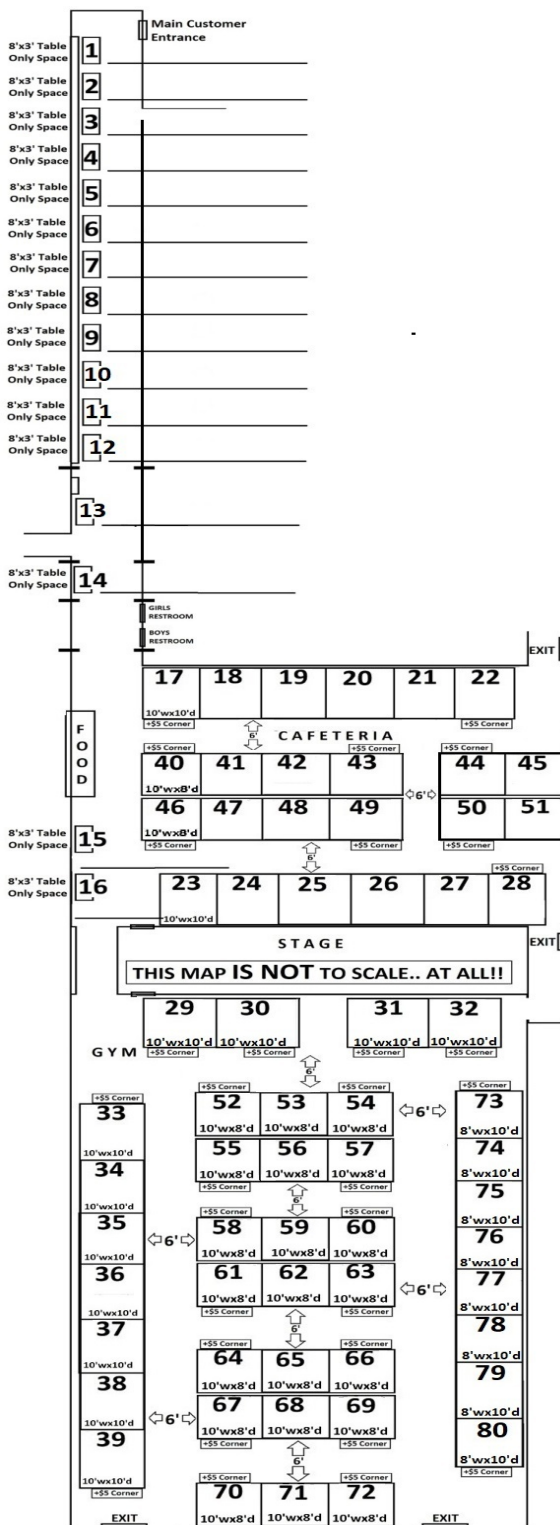 Main Customer
Entrance
8'x3' Table
Only Space
1
8'x3' Table
Only Space
2
8'x3' Table
Only Space
3
8'x3' Table
Only Space
4
8'x3' Table
Only Space
5
8'x3' Table
Only Space
6
8'x3' Table
Only Space
7
8'x3' Table
Only Space
8
8'x3' Table
Only Space
9
8'x3' Table
Only Space
10
8'x3' Table
Only Space
11
8'x3' Table
Only Space
12
13
8'x3' Table
Only Space
14
GIRLS
RESTROOM
BOYS
RESTROOM
EXIT
17 18 19 20 21 22
10'wx10'd
+$5 Corner +$5 Corner
6'
CAFETERIA
FOOD
+$5 Corner +$5 Corner +$5 Corner
40 41 42 43 44 45
10'wx8'd
6'
46 47 48 49 50 51
10'wx8'd
+$5 Corner +$5 Corner +$5 Corner
8'x3' Table
Only Space
15
6'
+$5 Corner
8'x3' Table
Only Space
16
23 24 25 26 27 28
10'wx10'd
STAGE
EXIT
THIS MAP IS NOT TO SCALE.. AT ALL!!
29 30 31 32
10'wx10'd 10'wx10'd 10'wx10'd 10'wx10'd
+$5 Corner +$5 Corner +$5 Corner +$5 Corner
GYM
6'
+$5 Corner +$5 Corner +$5 Corner +$5 Corner
33 52 53 54 73
10'wx8'd 10'wx8'd 10'wx8'd
6'
8'wx10'd
10'wx10'd
34 55 56 57 74
10'wx8'd 10'wx8'd 10'wx8'd
8'wx10'd
10'wx10'd
+$5 Corner +$5 Corner
6'
75
8'wx10'd
+$5 Corner +$5 Corner
35 58 59 60 76
10'wx8'd 10'wx8'd 10'wx8'd
6'
10'wx10'd
8'wx10'd
36 61 62 63 77
10'wx8'd 10'wx8'd 10'wx8'd
6'
10'wx10'd
8'wx10'd
+$5 Corner +$5 Corner
6'
37 78
10'wx10'd
8'wx10'd
+$5 Corner +$5 Corner
64 65 66
10'wx8'd 10'wx8'd 10'wx8'd
38 79
10'wx10'd
8'wx10'd
67 68 69
10'wx8'd 10'wx8'd 10'wx8'd
6'
+$5 Corner +$5 Corner
39 80
10'wx10'd
8'wx10'd
+$5 Corner +$5 Corner
6'
+$5 Corner +$5 Corner
70 71 72
10'wx8'd 10'wx8'd 10'wx8'd
EXIT EXIT